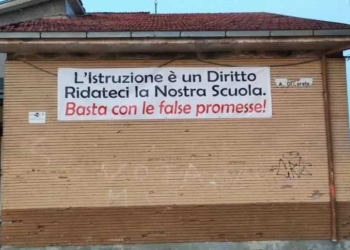 L'Istruzione è un Diritto
Ridateci la Nostra Scuola.
Basta con le false promesse!